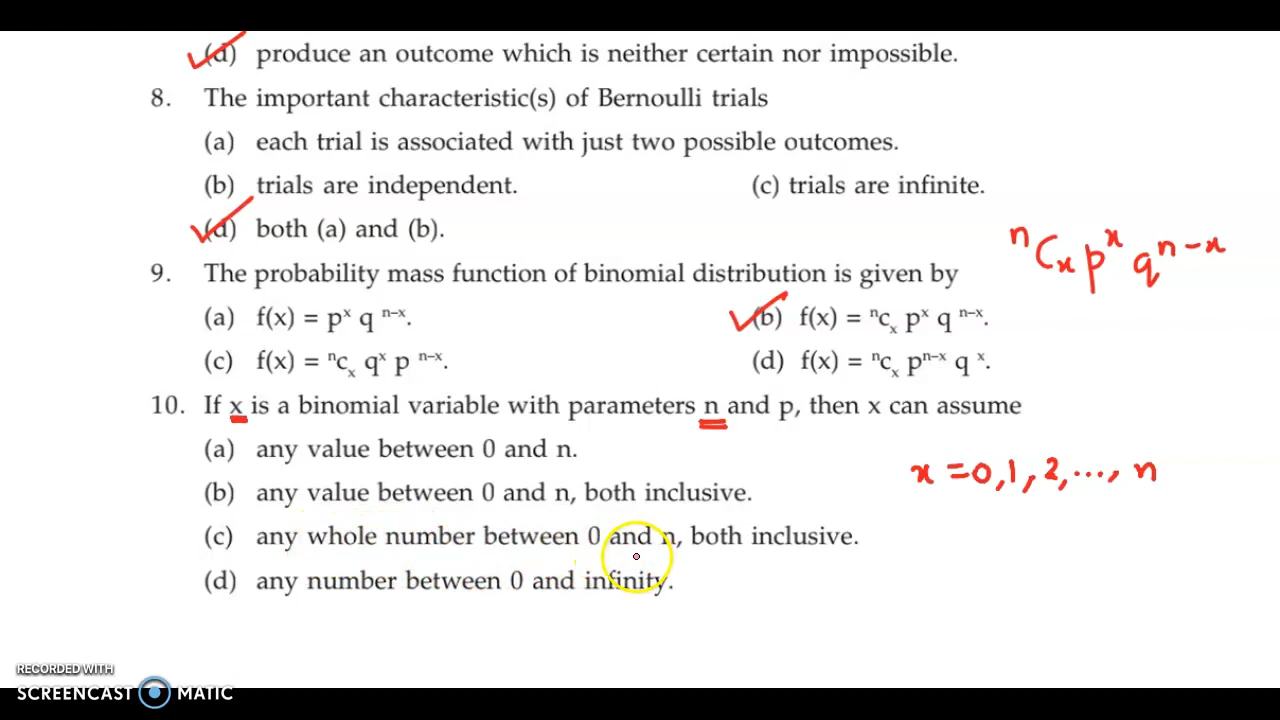 (d) produce an outcome which is neither certain nor impossible.
8. The important characteristic(s) of Bernoulli trials
(a) each trial is associated with just two possible outcomes.
(b) trials are independent. (c) trials are infinite.
(d) both (a) and (b).
ⁿCₓ pˣ qⁿ⁻ˣ
9. The probability mass function of binomial distribution is given by
(a) f(x) = pˣ q ⁿ⁻ˣ. (b) f(x) = ⁿcₓ pˣ q ⁿ⁻ˣ.
(c) f(x) = ⁿcₓ qˣ p ⁿ⁻ˣ. (d) f(x) = ⁿcₓ pⁿ⁻ˣ q ˣ.
10. If x is a binomial variable with parameters n and p, then x can assume
(a) any value between 0 and n.
x = 0, 1, 2, ..., n
(b) any value between 0 and n, both inclusive.
(c) any whole number between 0 and n, both inclusive.
(d) any number between 0 and infinity.
RECORDED WITH
SCREENCAST MATIC